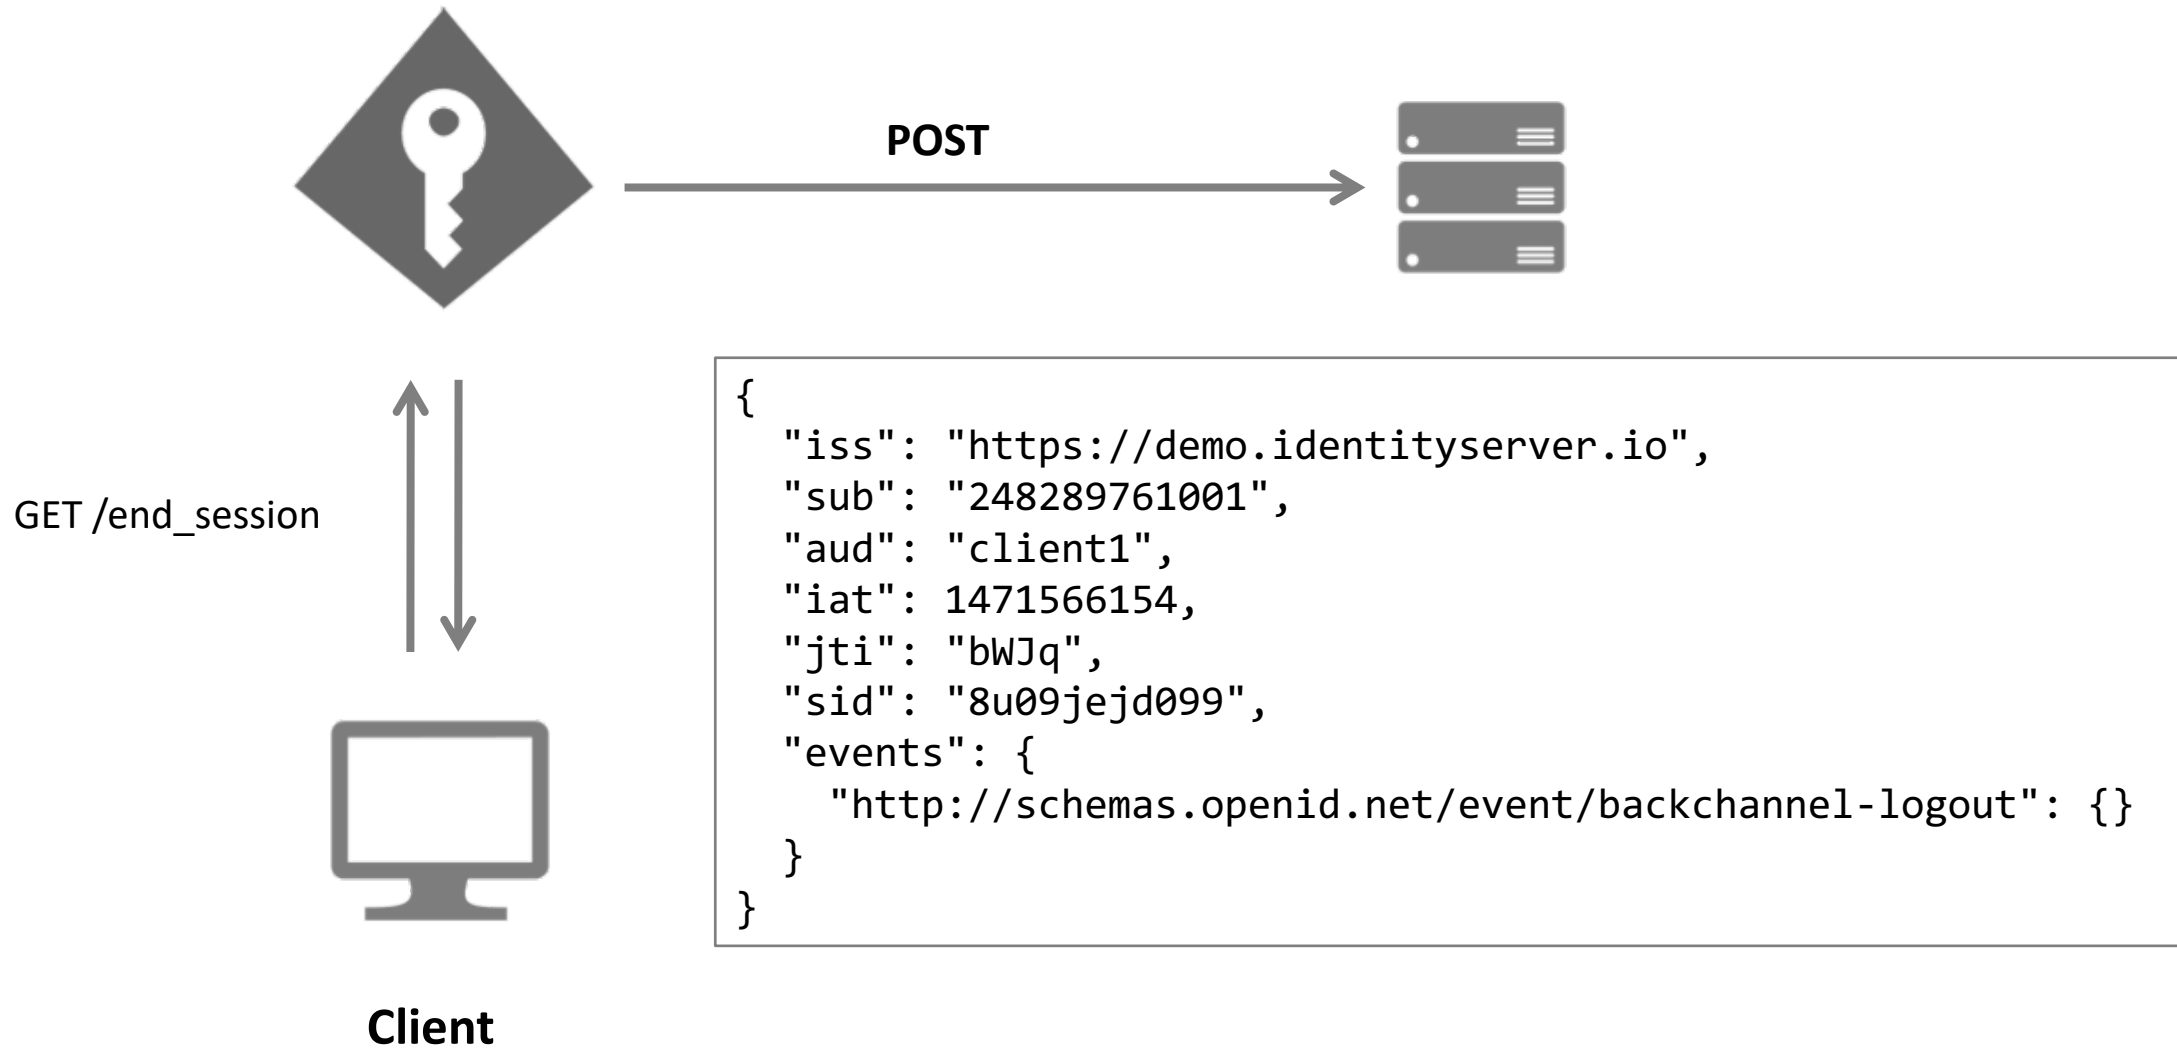 POST
GET /end_session
{
  "iss": "https://demo.identityserver.io",
  "sub": "248289761001",
  "aud": "client1",
  "iat": 1471566154,
  "jti": "bWJq",
  "sid": "8u09jejd099",
  "events": {
    "http://schemas.openid.net/event/backchannel-logout": {}
  }
}
Client